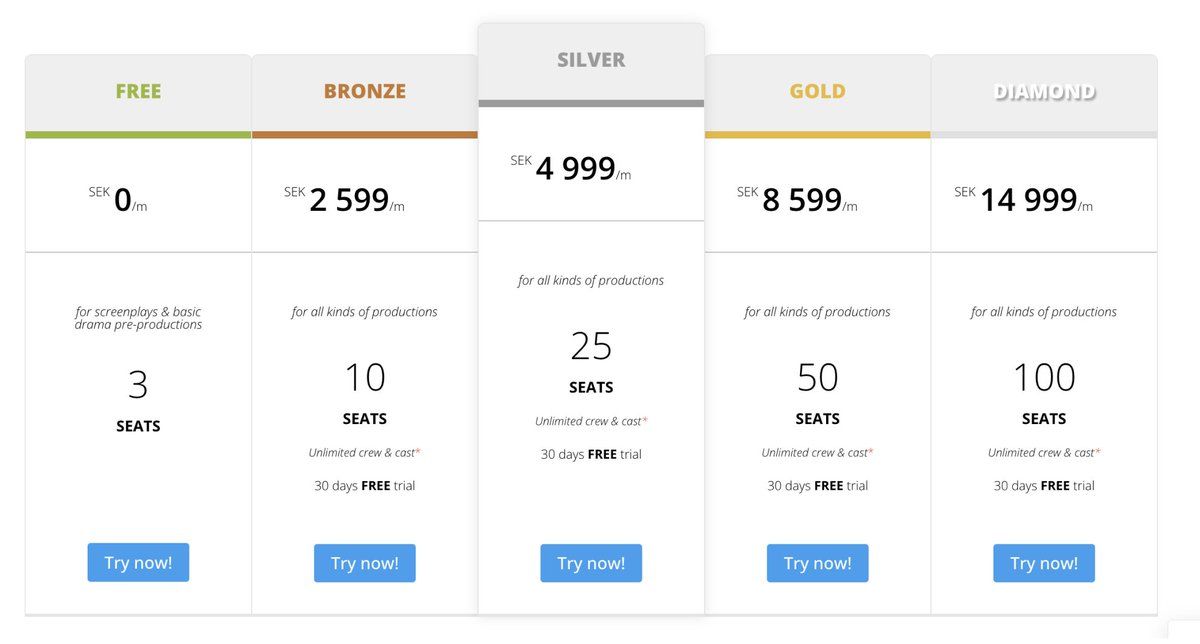 FREE
SEK 0/m
for screenplays & basic
drama pre-productions
3
SEATS
Try now!
BRONZE
SEK 2 599/m
for all kinds of productions
10
SEATS
Unlimited crew & cast*
30 days FREE trial
Try now!
SILVER
SEK 4 999/m
for all kinds of productions
25
SEATS
Unlimited crew & cast*
30 days FREE trial
Try now!
GOLD
SEK 8 599/m
for all kinds of productions
50
SEATS
Unlimited crew & cast*
30 days FREE trial
Try now!
DIAMOND
SEK 14 999/m
for all kinds of productions
100
SEATS
Unlimited crew & cast*
30 days FREE trial
Try now!